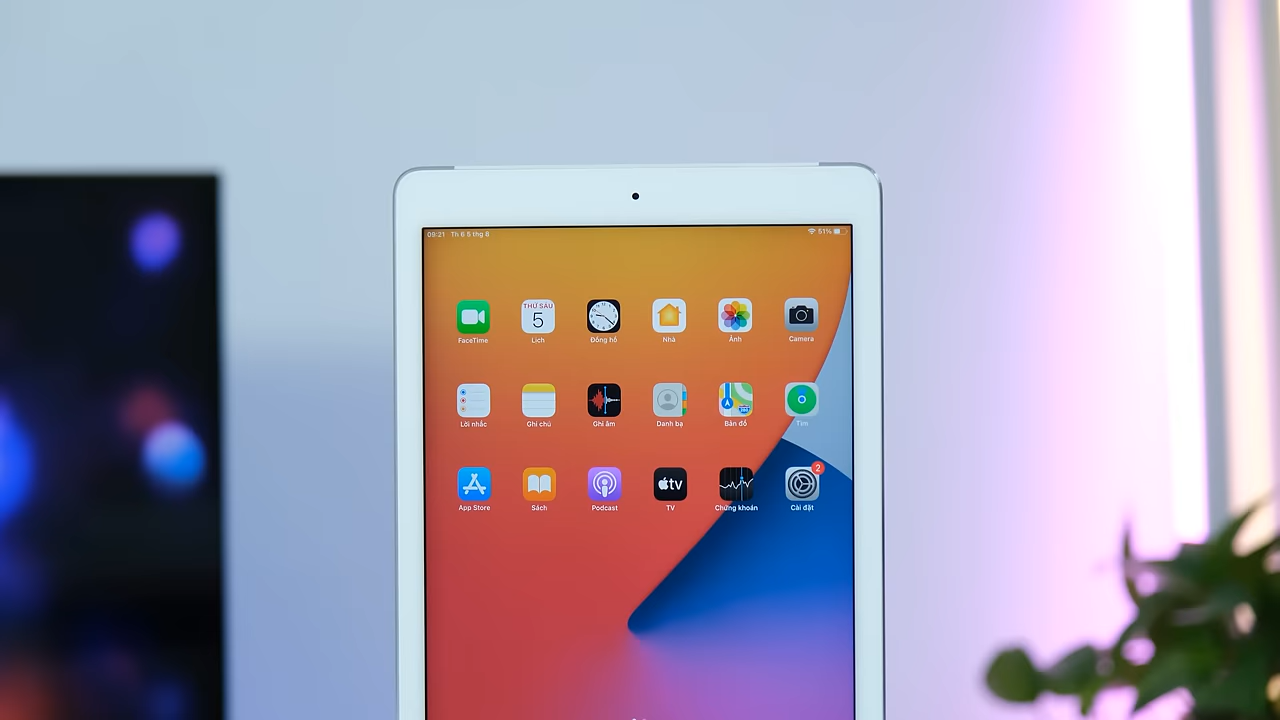 09:21 Th 6 5 thg 8
51%
THỨ SÁU
5
FaceTime Lịch Đồng hồ Nhà Ảnh Camera
Lời nhắc Ghi chú Ghi âm Danh bạ Bản đồ Tìm
tv
2
App Store Sách Podcast TV Chứng khoán Cài đặt